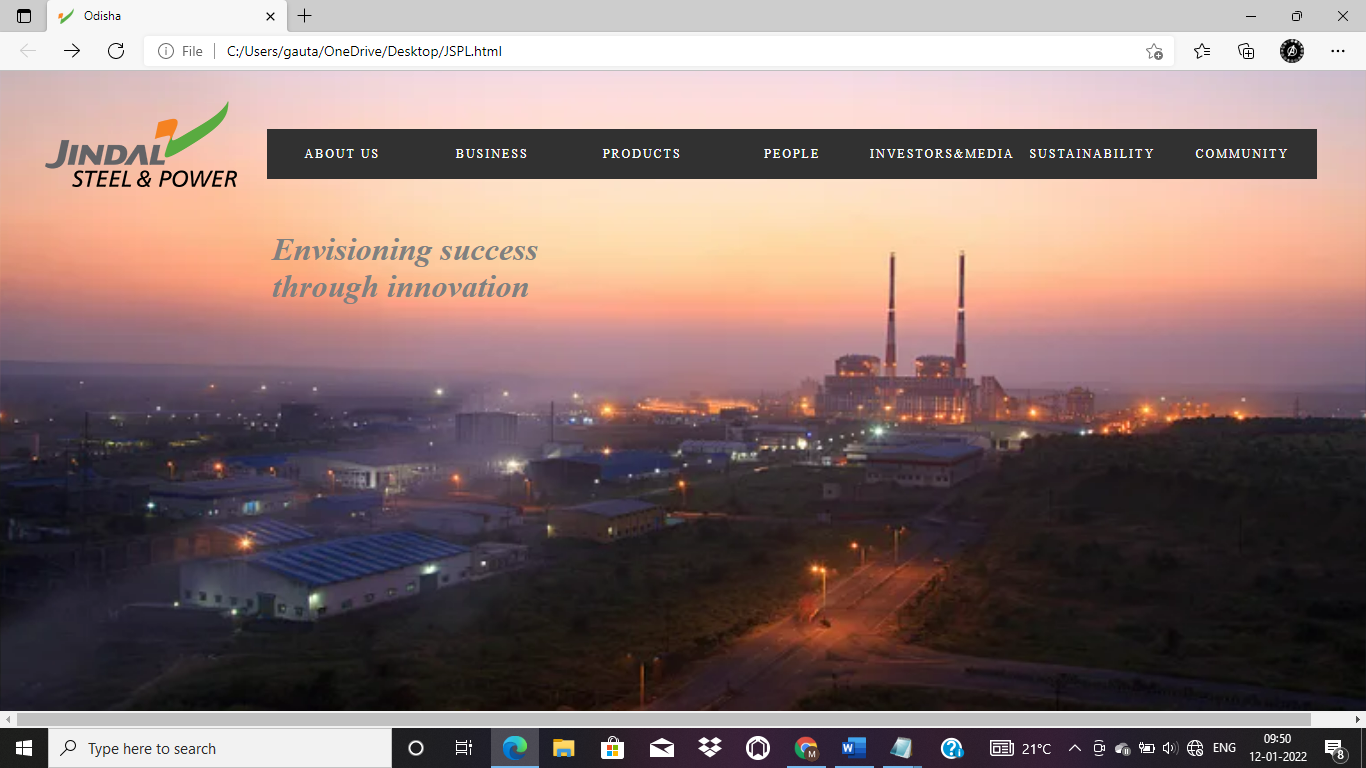 Odisha
File
C:/Users/gauta/OneDrive/Desktop/JSPL.html
JINDAL
STEEL & POWER
ABOUT US BUSINESS PRODUCTS PEOPLE INVESTORS&MEDIA SUSTAINABILITY COMMUNITY
Envisioning success
through innovation
Type here to search
W
M
21°C
ENG
09:50
12-01-2022
8